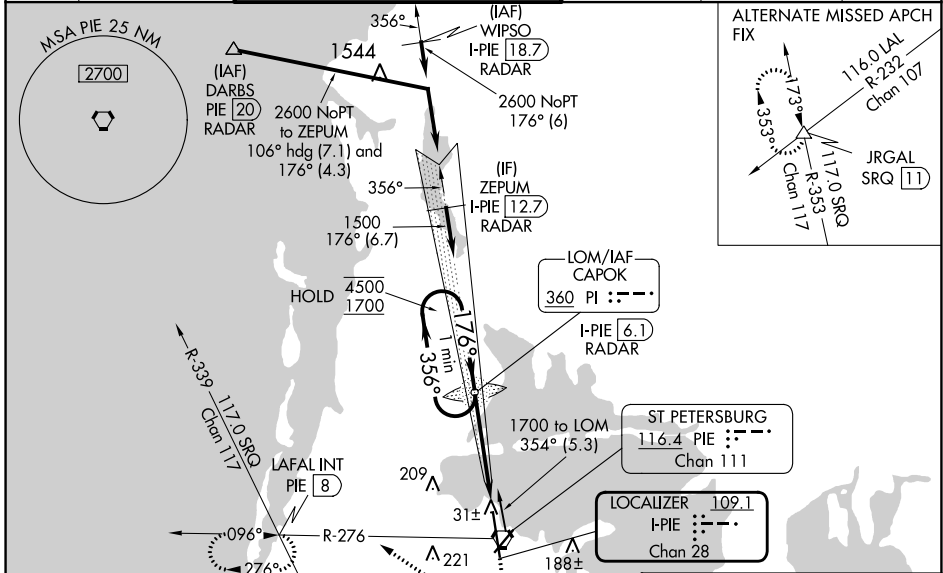 MSA PIE 25 NM
2700
(IAF)
DARBS
PIE 20
RADAR
1544
2600 NoPT
to ZEPUM
106° hdg (7.1) and
176° (4.3)
356°
(IAF)
WIPSO
I-PIE 18.7
RADAR
2600 NoPT
176° (6)
356°
(IF)
ZEPUM
I-PIE 12.7
RADAR
1500
176° (6.7)
ALTERNATE MISSED APCH
FIX
116.0 LAL
R-232
Chan 107
173°
353°
JRGAL
SRQ 11
117.0 SRQ
R-353
Chan 117
HOLD
4500
1700
176°
1 min
356°
LOM/IAF
CAPOK
360 PI
I-PIE 6.1
RADAR
1700 to LOM
354° (5.3)
ST PETERSBURG
116.4 PIE
Chan 111
LOCALIZER 109.1
I-PIE
Chan 28
R-339
117.0 SRQ
Chan 117
LAFAL INT
PIE 8
096°
R-276
276°
209
31±
221
188±